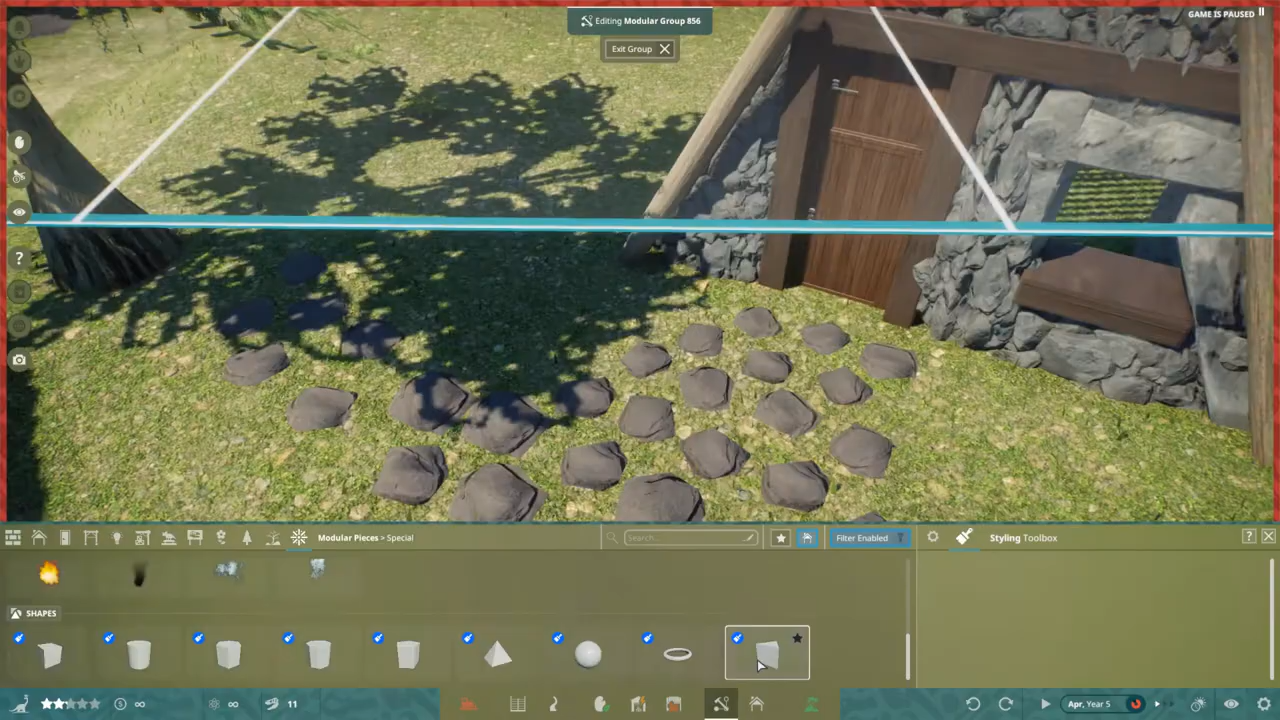 Editing Modular Group 856
Exit Group
GAME IS PAUSED
?
Modular Pieces > Special
Search...
Filter Enabled
Styling Toolbox
?
SHAPES
$ ∞
∞
11
Apr, Year 5